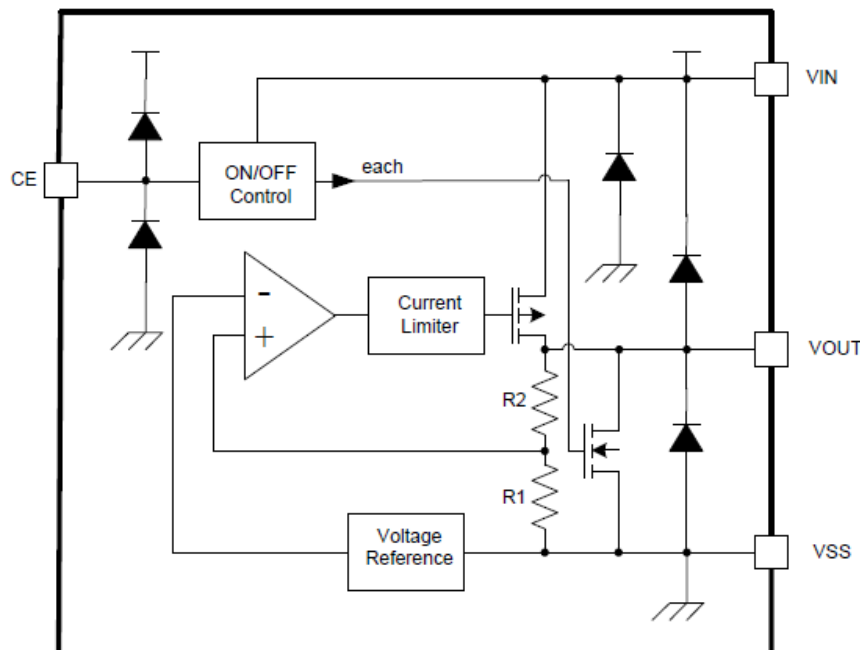 VIN
CE
ON/OFF
Control
each
-
+
Current
Limiter
VOUT
R2
R1
Voltage
Reference
VSS